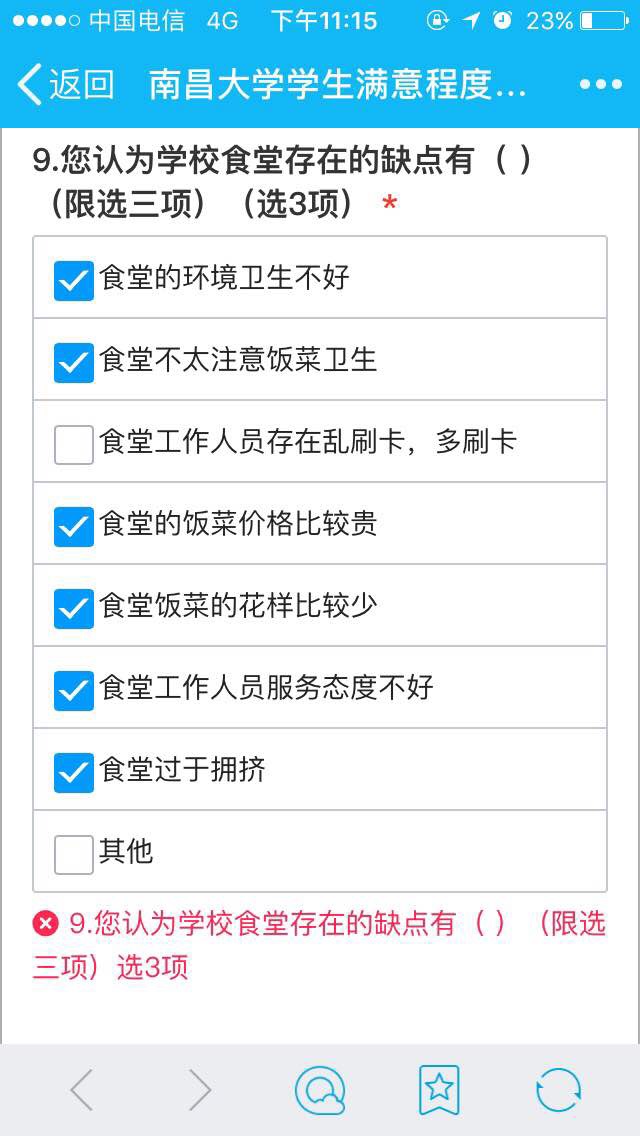 中国电信 4G 下午11:15 23%
返回 南昌大学学生满意程度...
9.您认为学校食堂存在的缺点有（ ）
（限选三项）（选3项） *
食堂的环境卫生不好
食堂不太注意饭菜卫生
食堂工作人员存在乱刷卡，多刷卡
食堂的饭菜价格比较贵
食堂饭菜的花样比较少
食堂工作人员服务态度不好
食堂过于拥挤
其他
9.您认为学校食堂存在的缺点有（ ）（限选
三项）选3项